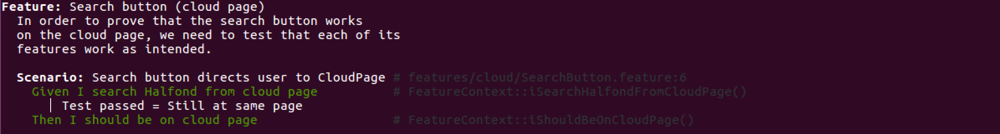 Feature: Search button (cloud page)
In order to prove that the search button works
on the cloud page, we need to test that each of its
features work as intended.
Scenario: Search button directs user to CloudPage # features/cloud/SearchButton.feature:6
Given I search Halfond from cloud page # FeatureContext::iSearchHalfondFromCloudPage()
│ Test passed = Still at same page
Then I should be on cloud page # FeatureContext::iShouldBeOnCloudPage()